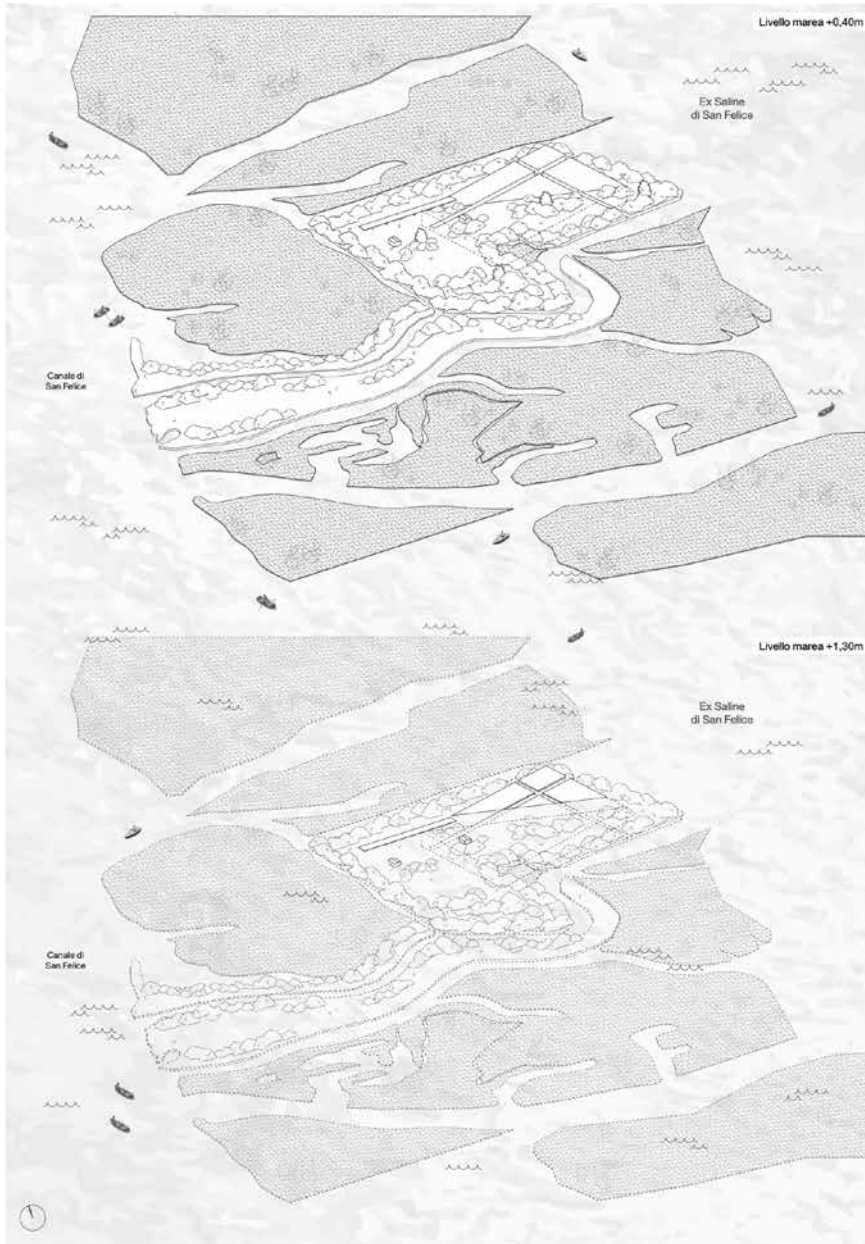 Livello marea +0,40m
Ex Saline
di San Felice
Canale di
San Felice
Livello marea +1,30m
Ex Saline
di San Felice
Canale di
San Felice